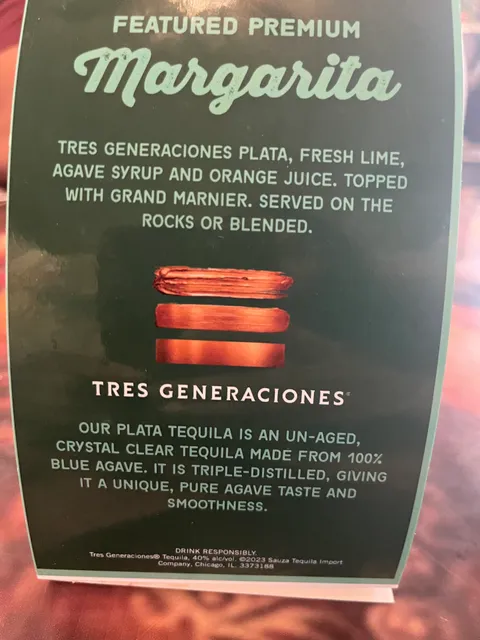 FEATURED PREMIUM
Margarita
TRES GENERACIONES PLATA, FRESH LIME,
AGAVE SYRUP AND ORANGE JUICE. TOPPED
WITH GRAND MARNIER. SERVED ON THE
ROCKS OR BLENDED.
TRES GENERACIONES®
OUR PLATA TEQUILA IS AN UN-AGED,
CRYSTAL CLEAR TEQUILA MADE FROM 100%
BLUE AGAVE. IT IS TRIPLE-DISTILLED, GIVING
IT A UNIQUE, PURE AGAVE TASTE AND
SMOOTHNESS.
DRINK RESPONSIBLY.
Tres Generaciones® Tequila, 40% alc/vol. ©2023 Sauza Tequila Import
Company, Chicago, IL. 3373188